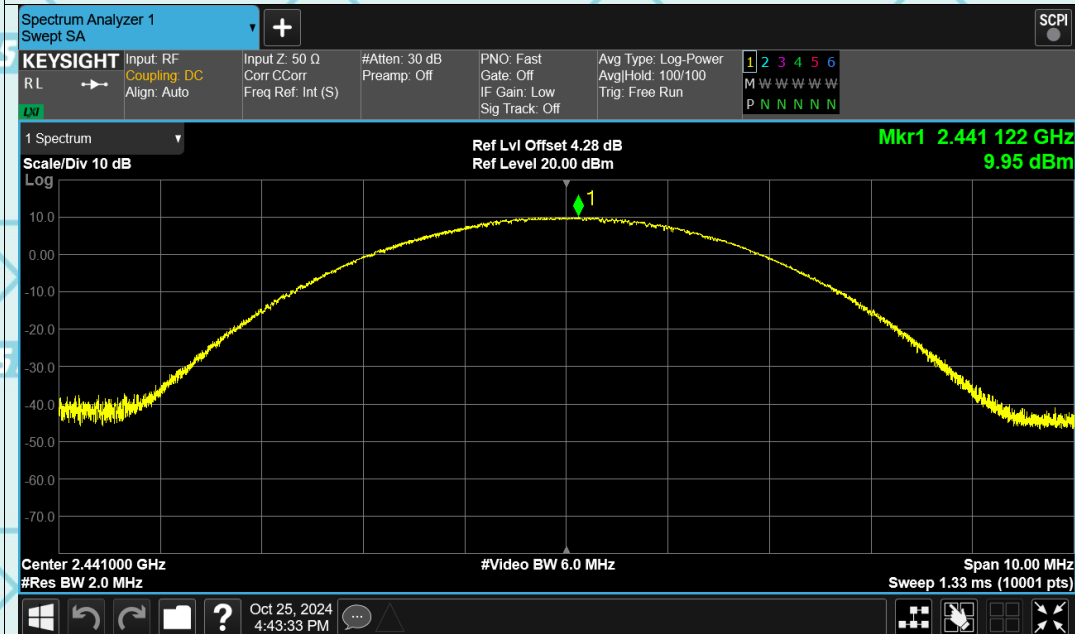 Spectrum Analyzer 1
Swept SA
+
SCPI
KEYSIGHT
R L
LXI
Input: RF
Coupling: DC
Align: Auto
Input Z: 50 Ω
Corr CCorr
Freq Ref: Int (S)
#Atten: 30 dB
Preamp: Off
PNO: Fast
Gate: Off
IF Gain: Low
Sig Track: Off
Avg Type: Log-Power
Avg|Hold: 100/100
Trig: Free Run
1 2 3 4 5 6
M W W W W W
P N N N N N
1 Spectrum
Scale/Div 10 dB
Log
Ref Lvl Offset 4.28 dB
Ref Level 20.00 dBm
Mkr1 2.441 122 GHz
9.95 dBm
1
10.0
0.00
-10.0
-20.0
-30.0
-40.0
-50.0
-60.0
-70.0
Center 2.441000 GHz
#Res BW 2.0 MHz
#Video BW 6.0 MHz
Span 10.00 MHz
Sweep 1.33 ms (10001 pts)
?
Oct 25, 2024
4:43:33 PM